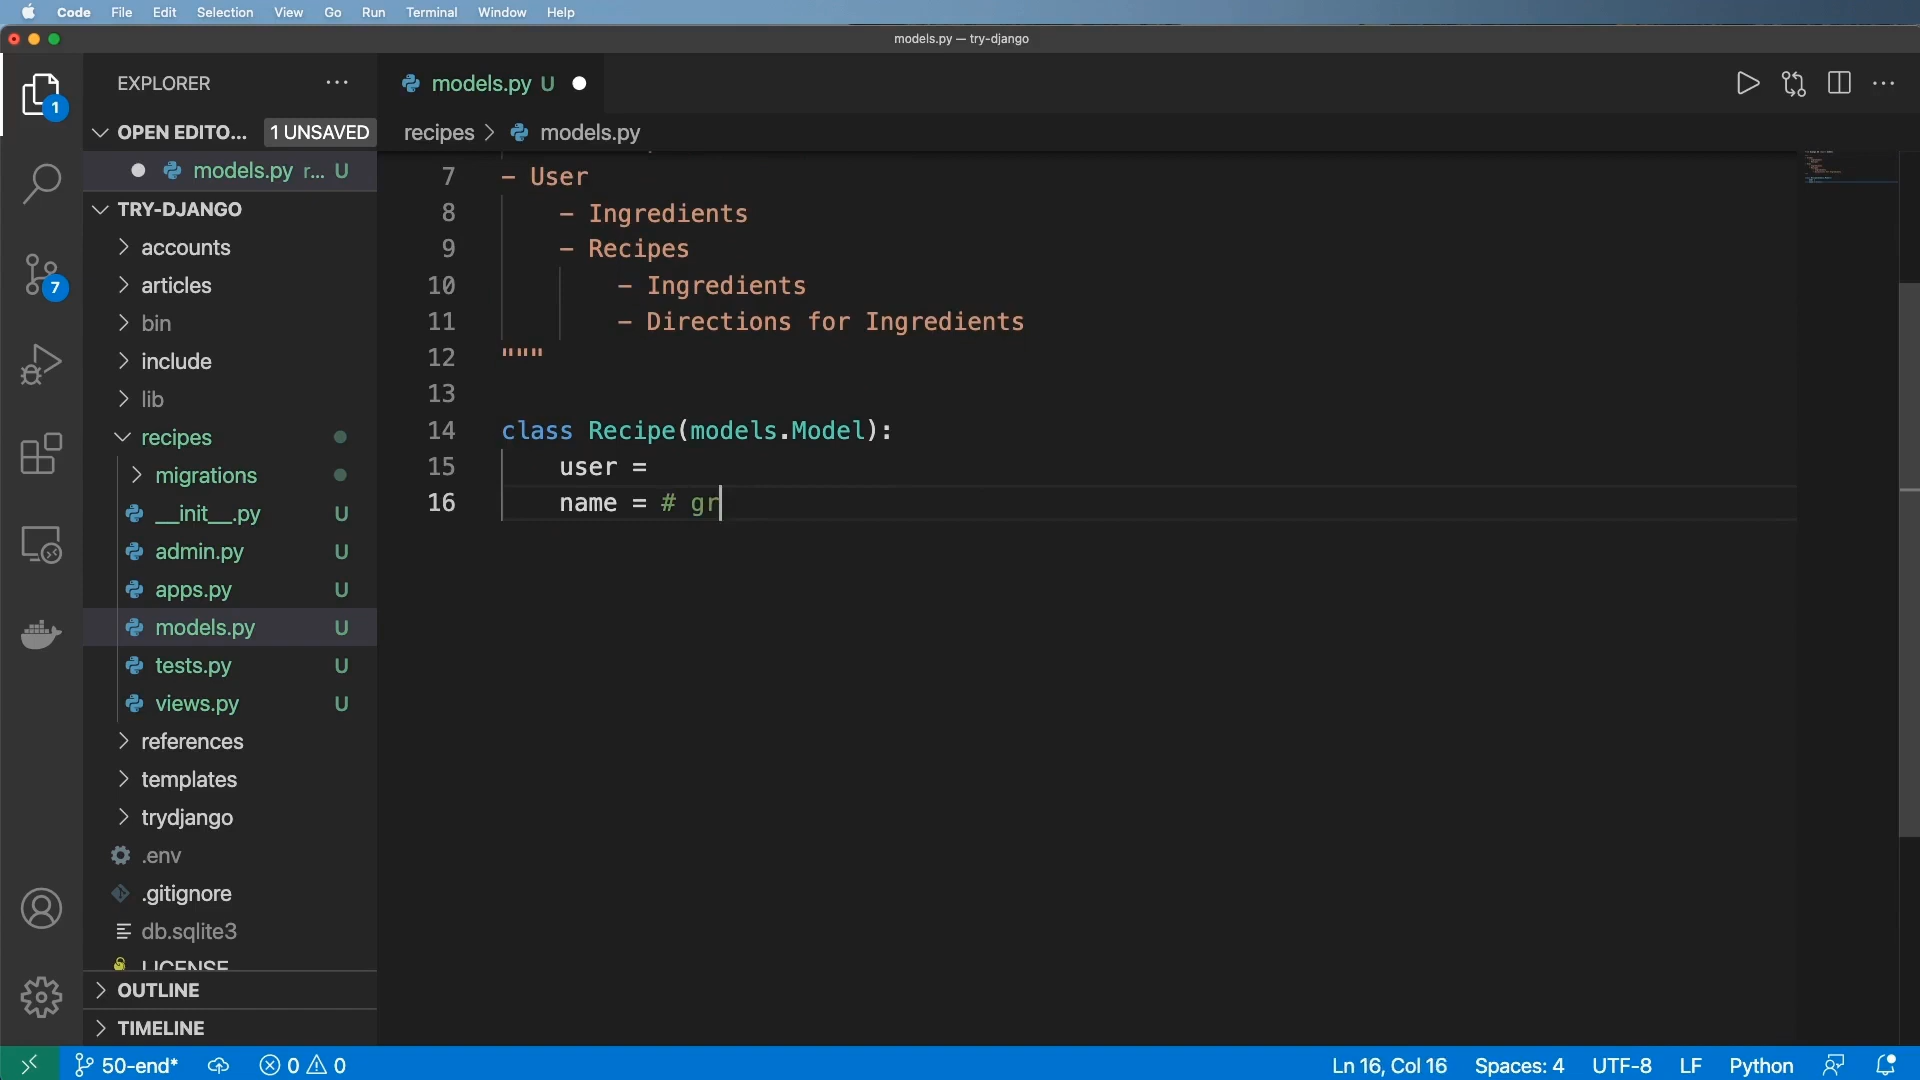 Code File Edit Selection View Go Run Terminal Window Help
models.py — try-django
EXPLORER
1
OPEN EDITO... 1 UNSAVED
models.py r... U
TRY-DJANGO
accounts
articles
7
bin
include
lib
recipes
migrations
__init__.py U
admin.py U
apps.py U
models.py U
tests.py U
views.py U
references
templates
trydjango
.env
.gitignore
db.sqlite3
LICENSE
OUTLINE
TIMELINE
models.py U
recipes > models.py
7 - User
8 - Ingredients
9 - Recipes
10 - Ingredients
11 - Directions for Ingredients
12 """
13
14 class Recipe(models.Model):
15 user =
16 name = # gr
50-end* 0 0 Ln 16, Col 16 Spaces: 4 UTF-8 LF Python